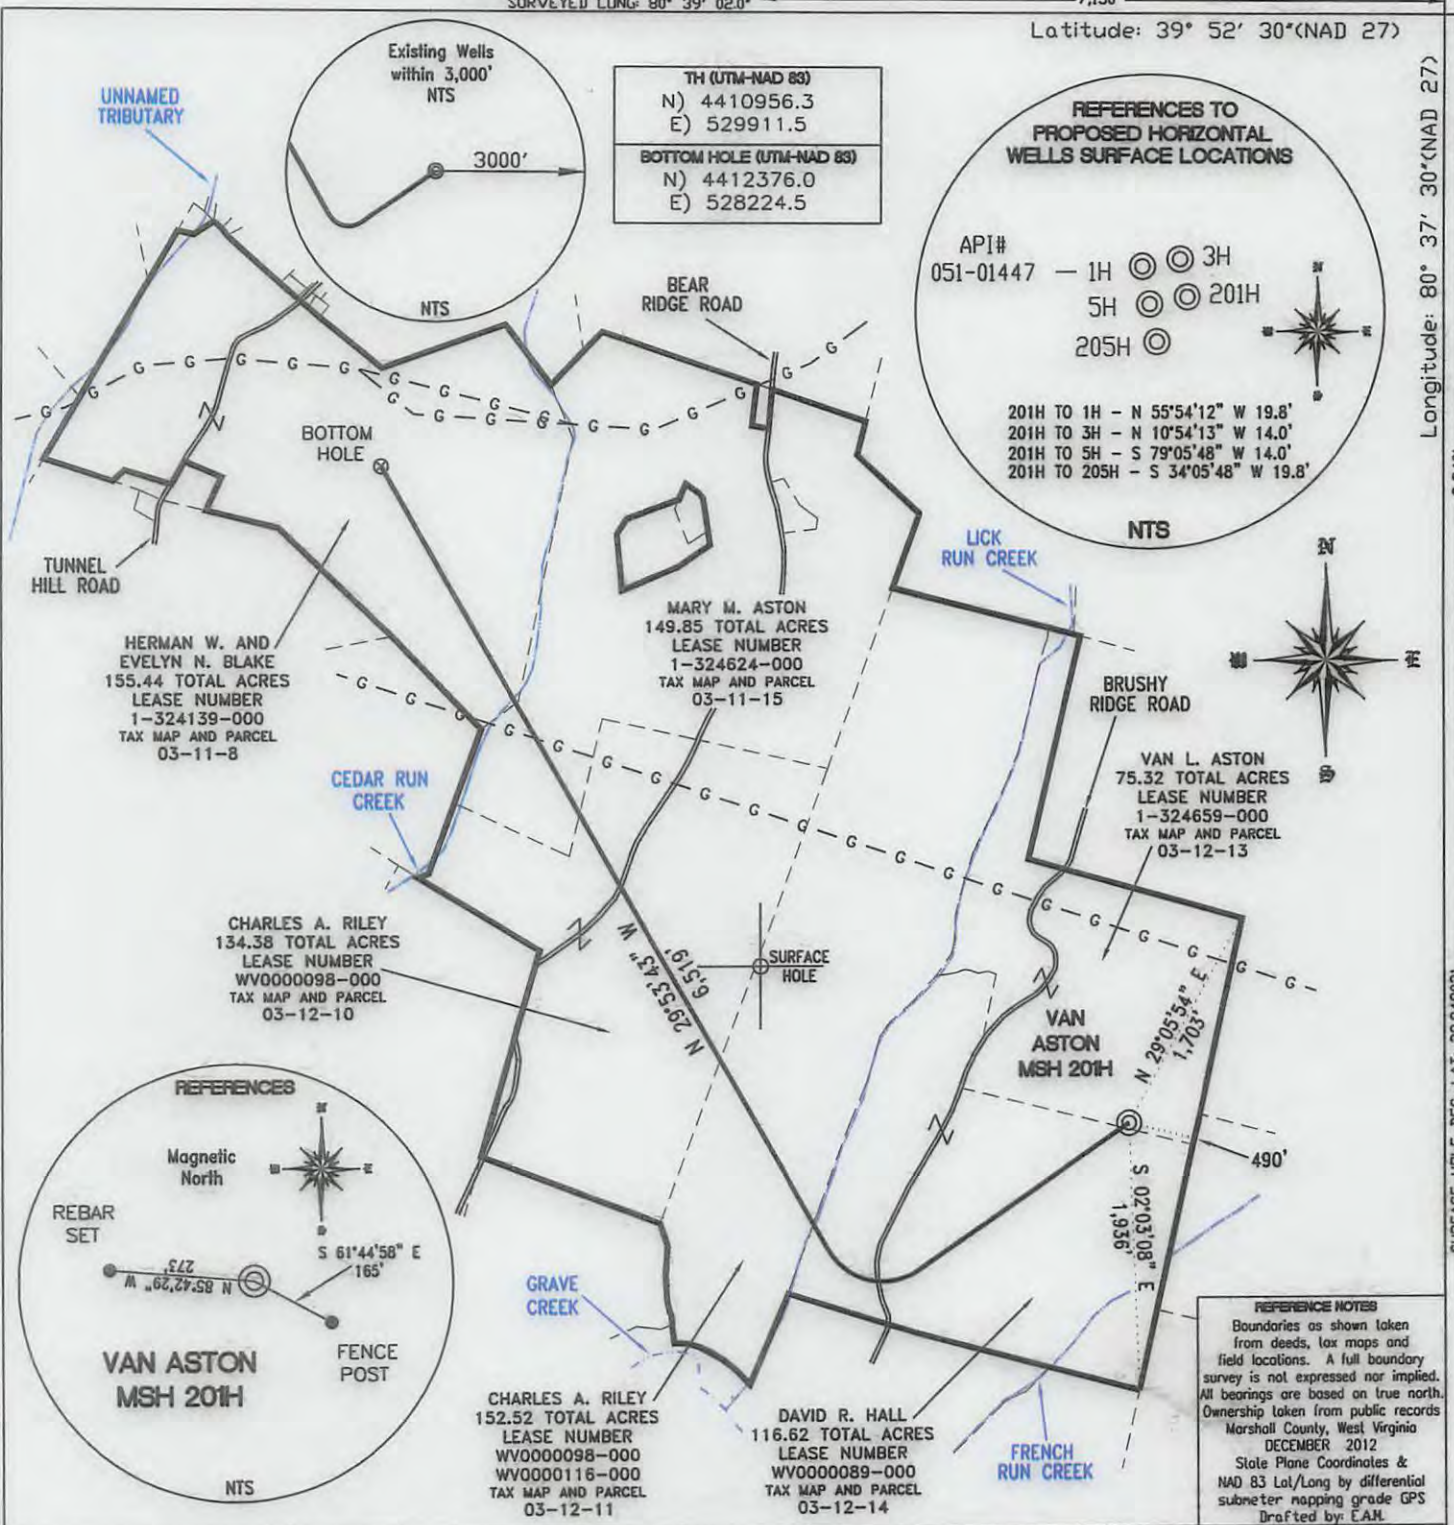 SURVEYED LONG: 80° 39' 02.0"
7,130'
Latitude: 39° 52' 30"(NAD 27)
Longitude: 80° 37' 30"(NAD 27)
Existing Wells
within 3,000'
NTS
3000'
NTS
TH (UTM-NAD 83)
N) 4410956.3
E) 529911.5
BOTTOM HOLE (UTM-NAD 83)
N) 4412376.0
E) 528224.5
REFERENCES TO
PROPOSED HORIZONTAL
WELLS SURFACE LOCATIONS
API#
051-01447 — 1H
3H
5H
201H
205H
201H TO 1H - N 55°54'12" W 19.8'
201H TO 3H - N 10°54'13" W 14.0'
201H TO 5H - S 79°05'48" W 14.0'
201H TO 205H - S 34°05'48" W 19.8'
NTS
UNNAMED
TRIBUTARY
BEAR
RIDGE ROAD
BOTTOM
HOLE
TUNNEL
HILL ROAD
LICK
RUN CREEK
N
W
E
S
HERMAN W. AND
EVELYN N. BLAKE
155.44 TOTAL ACRES
LEASE NUMBER
1-324139-000
TAX MAP AND PARCEL
03-11-8
MARY M. ASTON
149.85 TOTAL ACRES
LEASE NUMBER
1-324624-000
TAX MAP AND PARCEL
03-11-15
BRUSHY
RIDGE ROAD
VAN L. ASTON
75.32 TOTAL ACRES
LEASE NUMBER
1-324659-000
TAX MAP AND PARCEL
03-12-13
CEDAR RUN
CREEK
CHARLES A. RILEY
134.38 TOTAL ACRES
LEASE NUMBER
WV0000098-000
TAX MAP AND PARCEL
03-12-10
N 29°53'43" W
6,519'
SURFACE
HOLE
VAN
ASTON
MSH 201H
N 29°05'54" E
1,703'
490'
S 02°03'08" E
1,936'
REFERENCES
Magnetic
North
REBAR
SET
S 61°44'58" E
165'
N 85°42'29" W
273'
FENCE
POST
VAN ASTON
MSH 201H
NTS
GRAVE
CREEK
CHARLES A. RILEY
152.52 TOTAL ACRES
LEASE NUMBER
WV0000098-000
WV0000116-000
TAX MAP AND PARCEL
03-12-11
DAVID R. HALL
116.62 TOTAL ACRES
LEASE NUMBER
WV0000089-000
TAX MAP AND PARCEL
03-12-14
FRENCH
RUN CREEK
REFERENCE NOTES
Boundaries as shown taken
from deeds, tax maps and
field locations. A full boundary
survey is not expressed nor implied.
All bearings are based on true north.
Ownership taken from public records
Marshall County, West Virginia
DECEMBER 2012
State Plane Coordinates &
NAD 83 Lat/Long by differential
submeter mapping grade GPS
Drafted by: E.A.H.